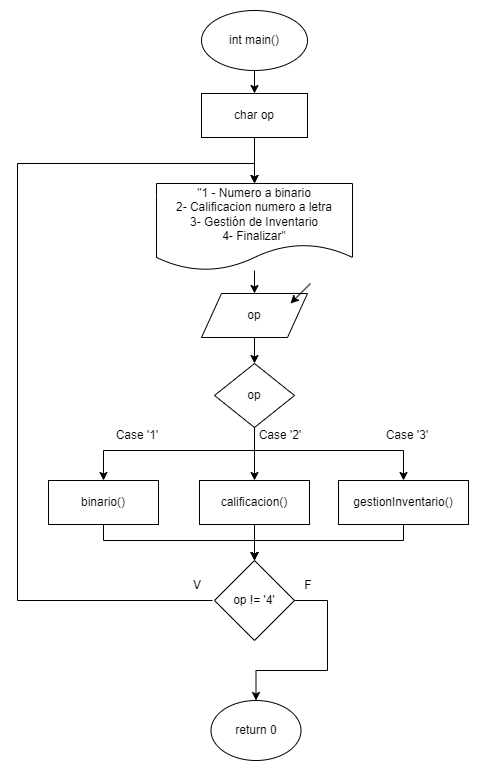 int main()
char op
"1 - Numero a binario
2- Calificacion numero a letra
3- Gestión de Inventario
4- Finalizar"
op
op
Case '1'
Case '2'
Case '3'
binario()
calificacion()
gestionInventario()
V
F
op != '4'
return 0